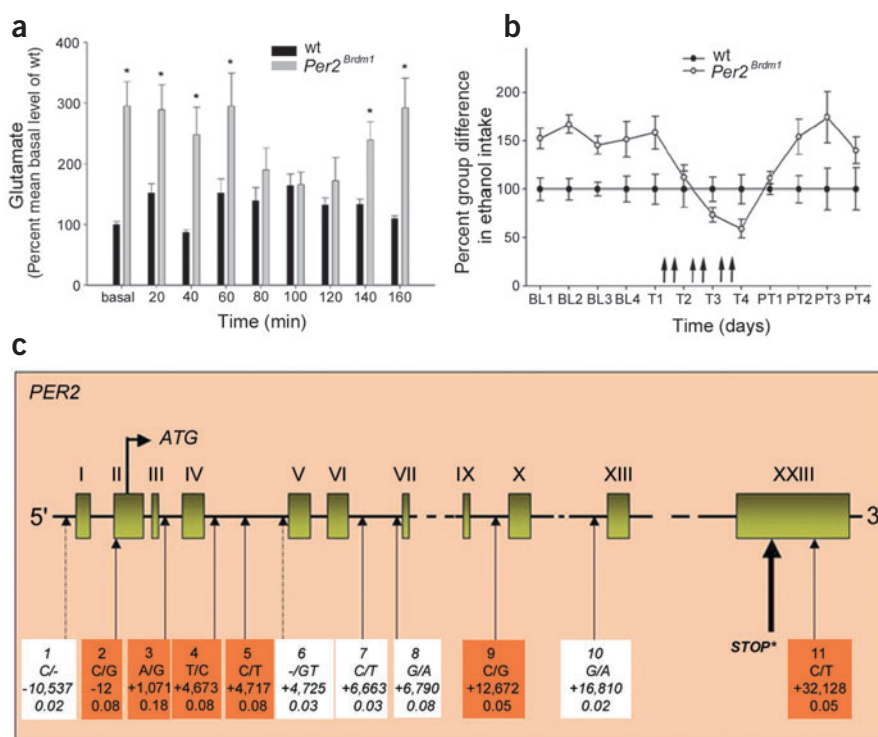 a
400
300
200
100
0
Glutamate
(Percent mean basal level of wt)
wt
Per2 Brdm1
* * * * * *
basal 20 40 60 80 100 120 140 160
Time (min)
b
wt
Per2 Brdm1
200
150
100
50
0
Percent group difference
in ethanol intake
BL1 BL2 BL3 BL4 T1 T2 T3 T4 PT1 PT2 PT3 PT4
Time (days)
c
PER2
ATG
I II III IV V VI VII IX X XIII XXIII
5' 3'
STOP*
1
C/-
-10,537
0.02
2
C/G
-12
0.08
3
A/G
+1,071
0.18
4
T/C
+4,673
0.08
5
C/T
+4,717
0.08
6
-/GT
+4,725
0.03
7
C/T
+6,663
0.03
8
G/A
+6,790
0.08
9
C/G
+12,672
0.05
10
G/A
+16,810
0.02
11
C/T
+32,128
0.05